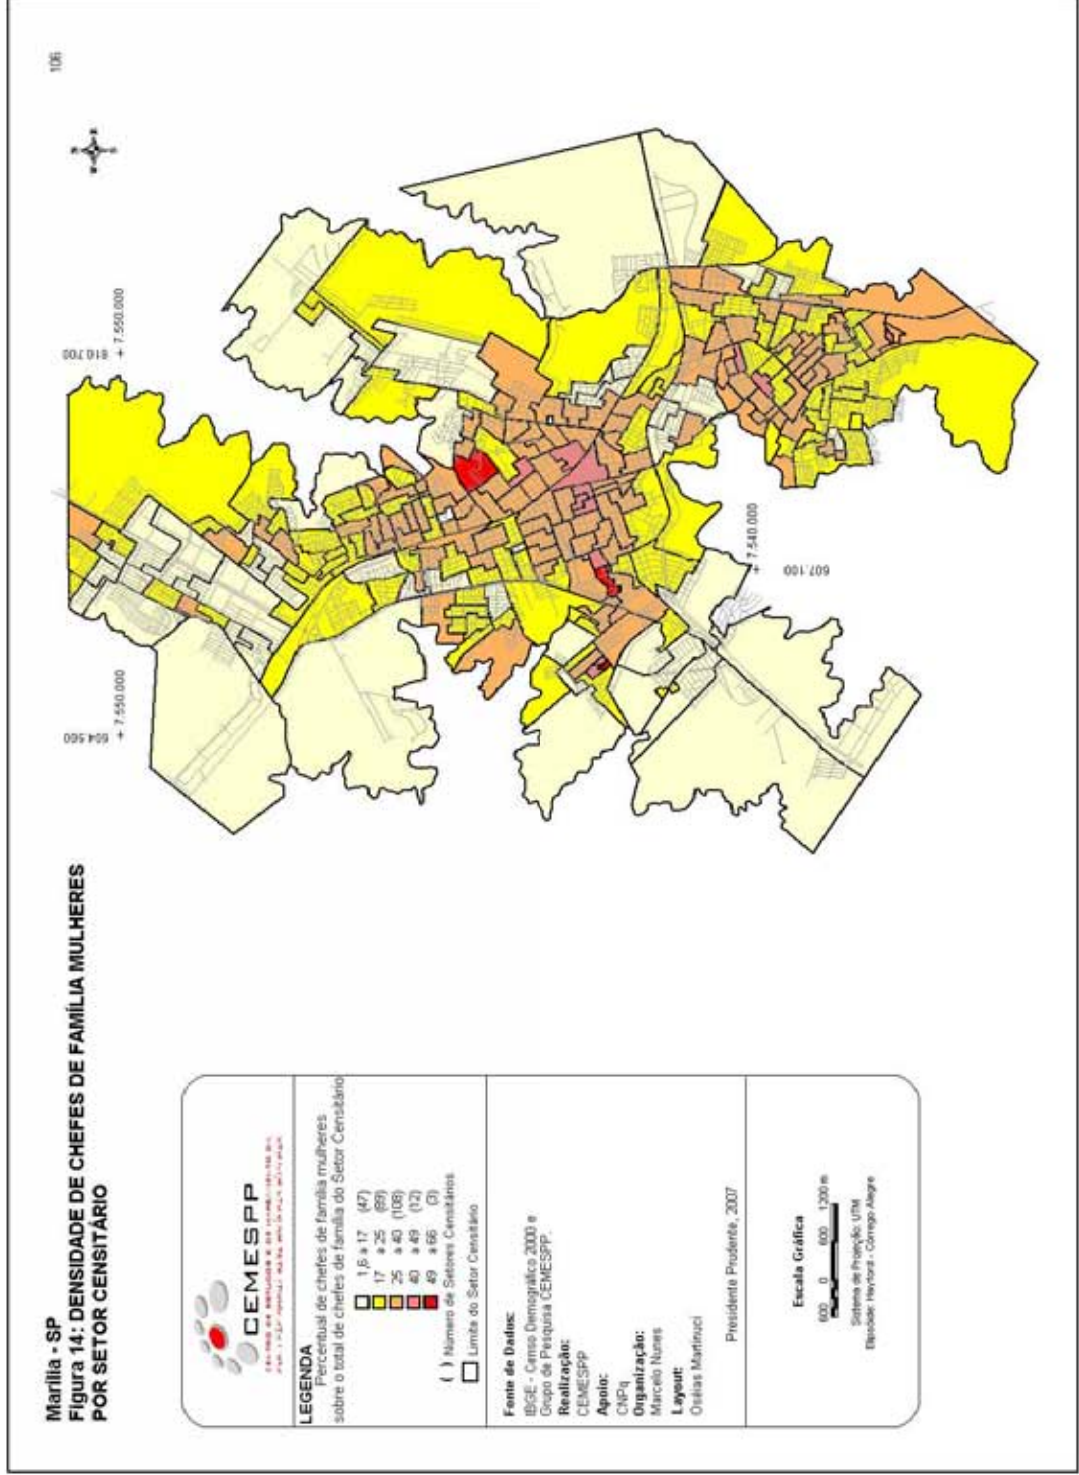 106
Marília - SP
Figura 14: DENSIDADE DE CHEFES DE FAMÍLIA MULHERES
POR SETOR CENSITÁRIO
CEMESPP
LEGENDA
Percentual de chefes de família mulheres
sobre o total de chefes de família do Setor Censitário
1,6 a 17 (47)
17 a 25 (89)
25 a 40 (108)
40 a 49 (12)
49 a 66 (3)
( ) Número de Setores Censitários
Limite do Setor Censitário
Fonte de Dados:
IBGE - Censo Demográfico 2000 e
Grupo de Pesquisa CEMESPP.
Realização:
CEMESPP
Apoio:
CNPq
Organização:
Marcelo Nunes
Layout:
Oséias Martinuci
Presidente Prudente, 2007
Escala Gráfica
600 0 600 1200 m
Sistema de Projeção: UTM
Elipsóide: Hayford - Córrego Alegre
604.560
+ 7.550.000
610.700
+ 7.550.000
+ 7.540.000
607.100
N
W E
S